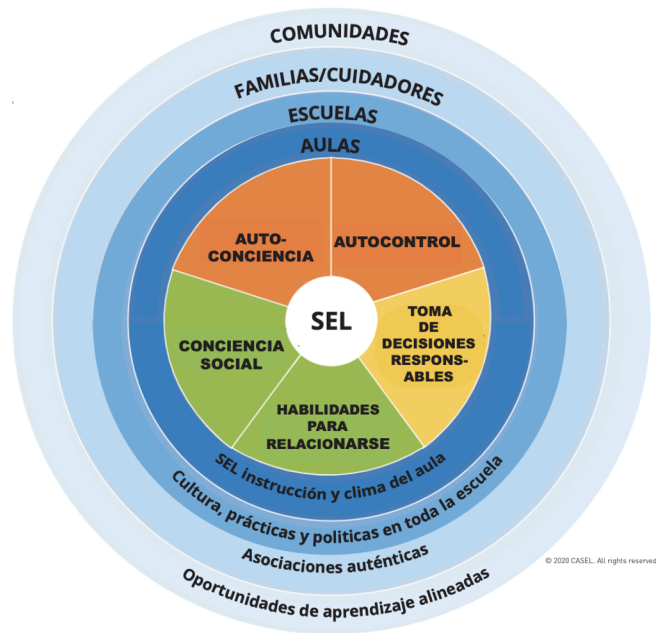 COMUNIDADES
FAMILIAS/CUIDADORES
ESCUELAS
AULAS
AUTO-
CONCIENCIA
AUTOCONTROL
SEL
CONCIENCIA
SOCIAL
TOMA
DE
DECISIONES
RESPONS-
ABLES
HABILIDADES
PARA
RELACIONARSE
SEL instrucción y clima del aula
Cultura, prácticas y politicas en toda la escuela
Asociaciones auténticas
Oportunidades de aprendizaje alineadas
© 2020 CASEL. All rights reserved